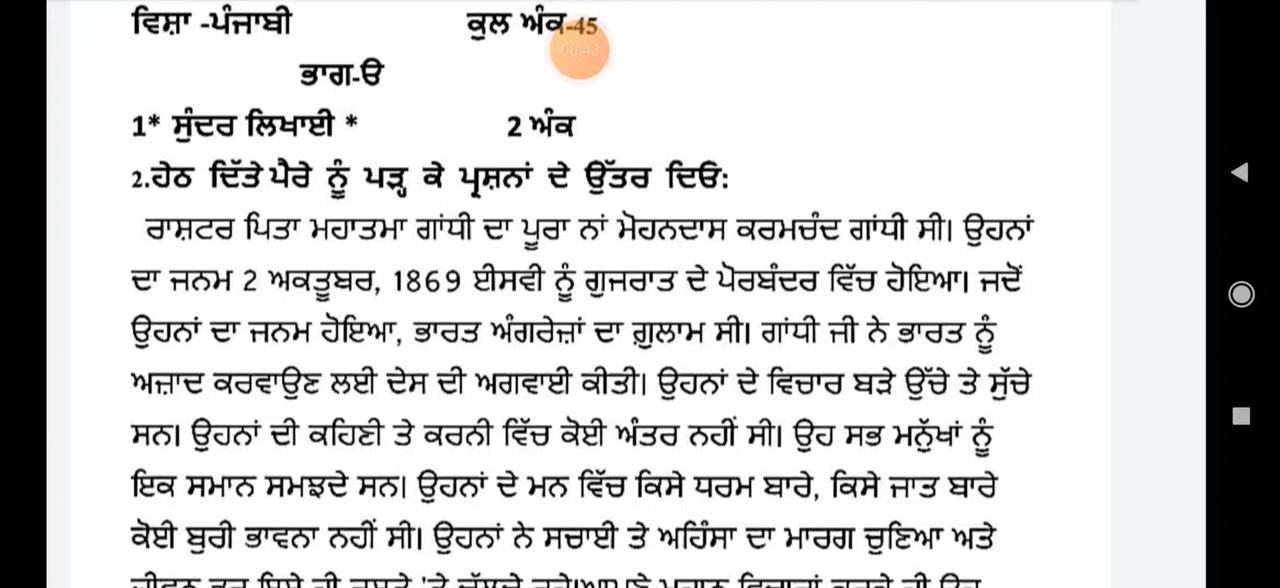 ਵਿਸ਼ਾ -ਪੰਜਾਬੀ ਕੁਲ ਅੰਕ-45
00:43
ਭਾਗ-ੳ
1* ਸੁੰਦਰ ਲਿਖਾਈ * 2 ਅੰਕ
2.ਹੇਠ ਦਿੱਤੇ ਪੈਰੇ ਨੂੰ ਪੜ੍ਹ ਕੇ ਪ੍ਰਸ਼ਨਾਂ ਦੇ ਉੱਤਰ ਦਿਓ:
ਰਾਸ਼ਟਰ ਪਿਤਾ ਮਹਾਤਮਾ ਗਾਂਧੀ ਦਾ ਪੂਰਾ ਨਾਂ ਮੋਹਨਦਾਸ ਕਰਮਚੰਦ ਗਾਂਧੀ ਸੀ। ਉਹਨਾਂ
ਦਾ ਜਨਮ 2 ਅਕਤੂਬਰ, 1869 ਈਸਵੀ ਨੂੰ ਗੁਜਰਾਤ ਦੇ ਪੋਰਬੰਦਰ ਵਿੱਚ ਹੋਇਆ। ਜਦੋਂ
ਉਹਨਾਂ ਦਾ ਜਨਮ ਹੋਇਆ, ਭਾਰਤ ਅੰਗਰੇਜ਼ਾਂ ਦਾ ਗ਼ੁਲਾਮ ਸੀ। ਗਾਂਧੀ ਜੀ ਨੇ ਭਾਰਤ ਨੂੰ
ਅਜ਼ਾਦ ਕਰਵਾਉਣ ਲਈ ਦੇਸ ਦੀ ਅਗਵਾਈ ਕੀਤੀ। ਉਹਨਾਂ ਦੇ ਵਿਚਾਰ ਬੜੇ ਉੱਚੇ ਤੇ ਸੁੱਚੇ
ਸਨ। ਉਹਨਾਂ ਦੀ ਕਹਿਣੀ ਤੇ ਕਰਨੀ ਵਿੱਚ ਕੋਈ ਅੰਤਰ ਨਹੀਂ ਸੀ। ਉਹ ਸਭ ਮਨੁੱਖਾਂ ਨੂੰ
ਇਕ ਸਮਾਨ ਸਮਝਦੇ ਸਨ। ਉਹਨਾਂ ਦੇ ਮਨ ਵਿੱਚ ਕਿਸੇ ਧਰਮ ਬਾਰੇ, ਕਿਸੇ ਜਾਤ ਬਾਰੇ
ਕੋਈ ਬੁਰੀ ਭਾਵਨਾ ਨਹੀਂ ਸੀ। ਉਹਨਾਂ ਨੇ ਸਚਾਈ ਤੇ ਅਹਿੰਸਾ ਦਾ ਮਾਰਗ ਚੁਣਿਆ ਅਤੇ